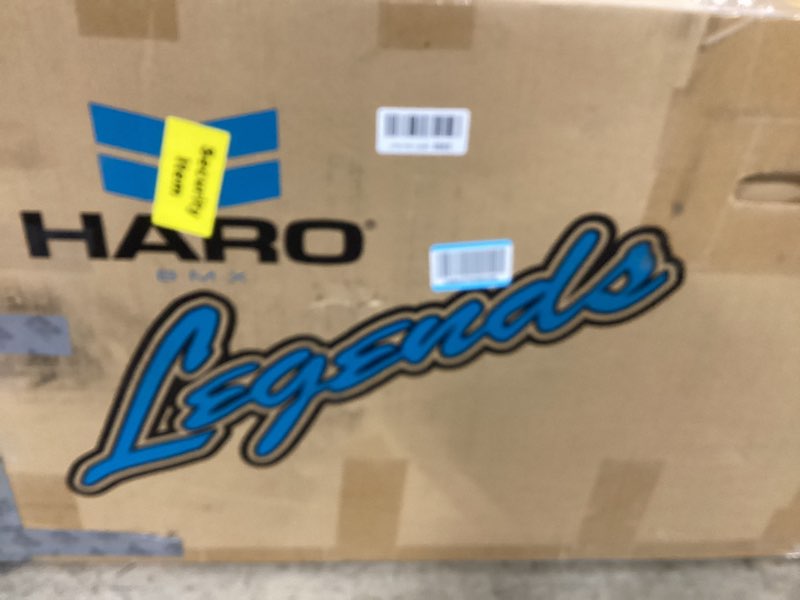 Security
Item
HARO
BMX
Legends